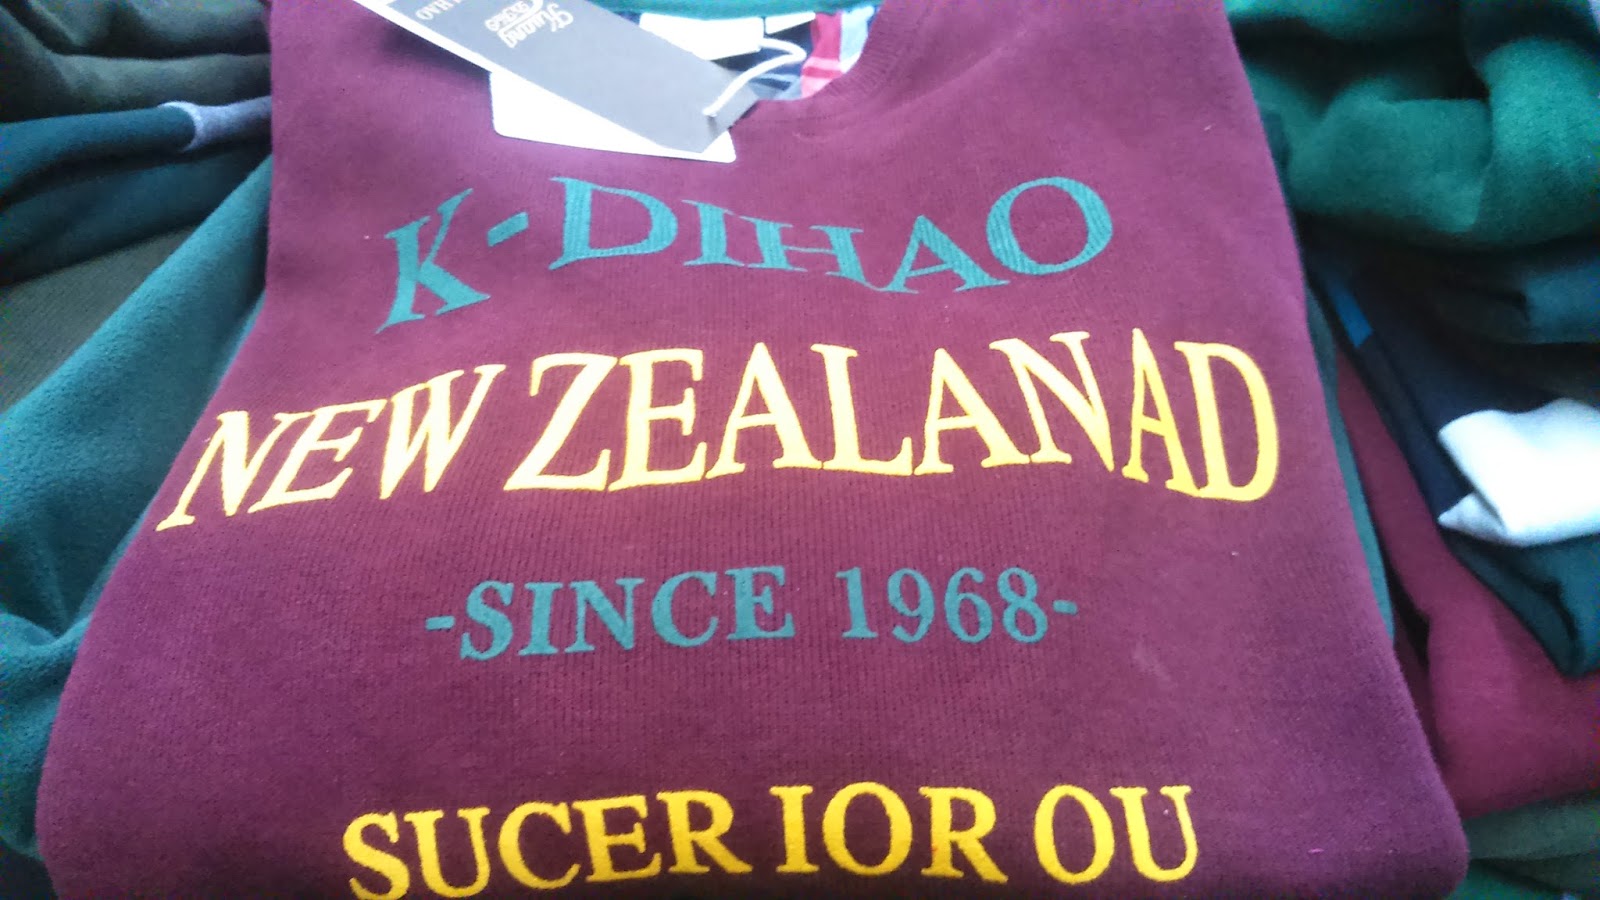 K-DIHAO
NEW ZEALANAD
-SINCE 1968-
SUCER IOR OU